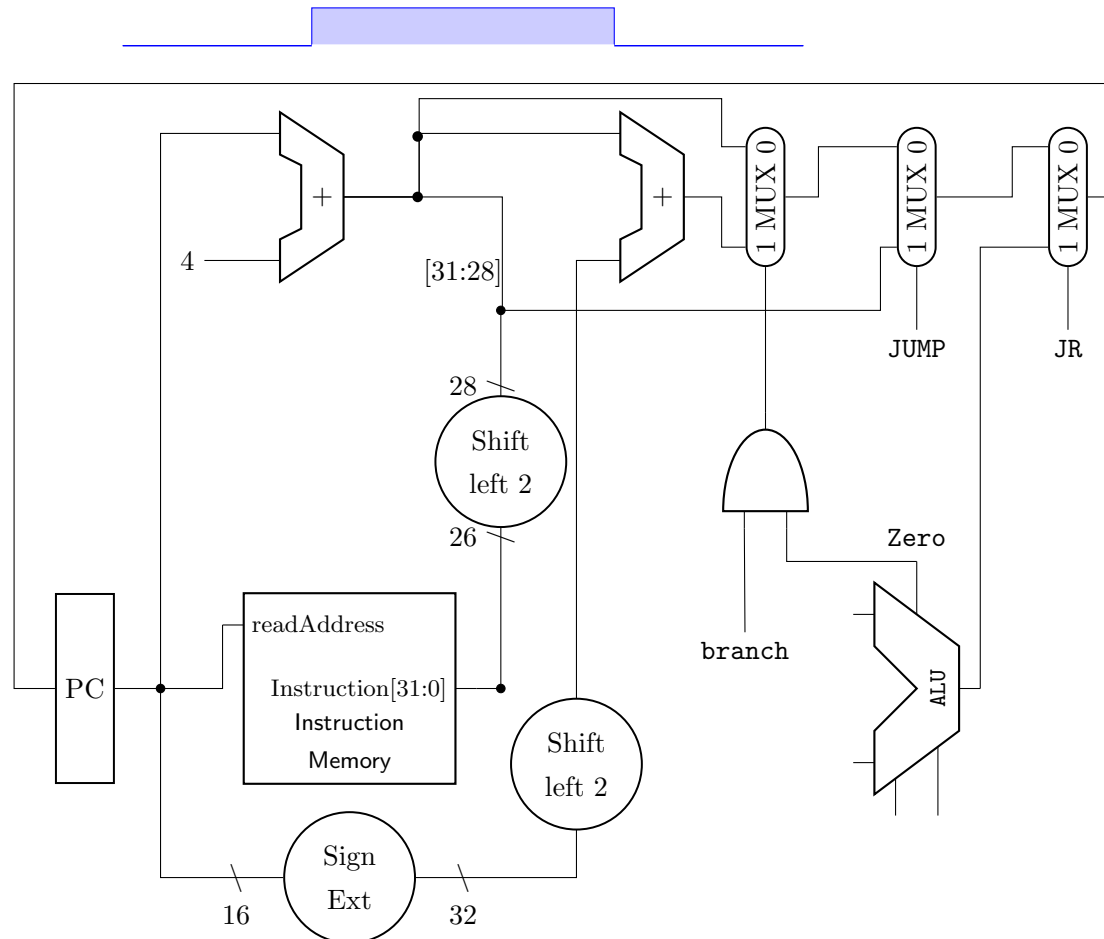 +
+
1 MUX 0
1 MUX 0
1 MUX 0
4
[31:28]
JUMP
JR
28
Shift
left 2
26
Zero
readAddress
branch
PC
Instruction[31:0]
ALU
Instruction
Memory
Shift
left 2
Sign
Ext
16
32